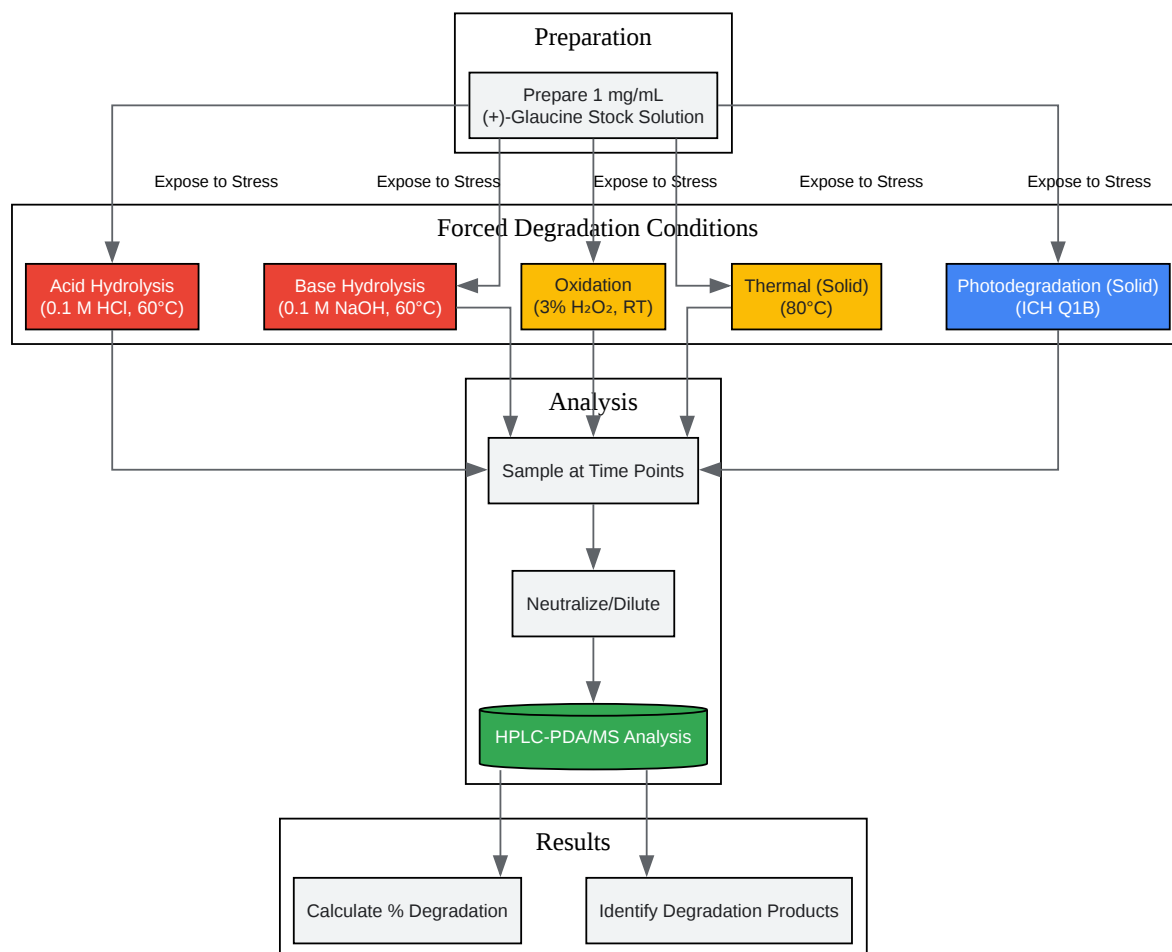 Preparation
Prepare 1 mg/mL
(+)-Glaucine Stock Solution
Expose to Stress
Expose to Stress
Expose to Stress
Expose to Stress
Expose to Stress
Forced Degradation Conditions
Acid Hydrolysis
(0.1 M HCl, 60°C)
Base Hydrolysis
(0.1 M NaOH, 60°C)
Oxidation
(3% H₂O₂, RT)
Thermal (Solid)
(80°C)
Photodegradation (Solid)
(ICH Q1B)
Analysis
Sample at Time Points
Neutralize/Dilute
HPLC-PDA/MS Analysis
Results
Calculate % Degradation
Identify Degradation Products